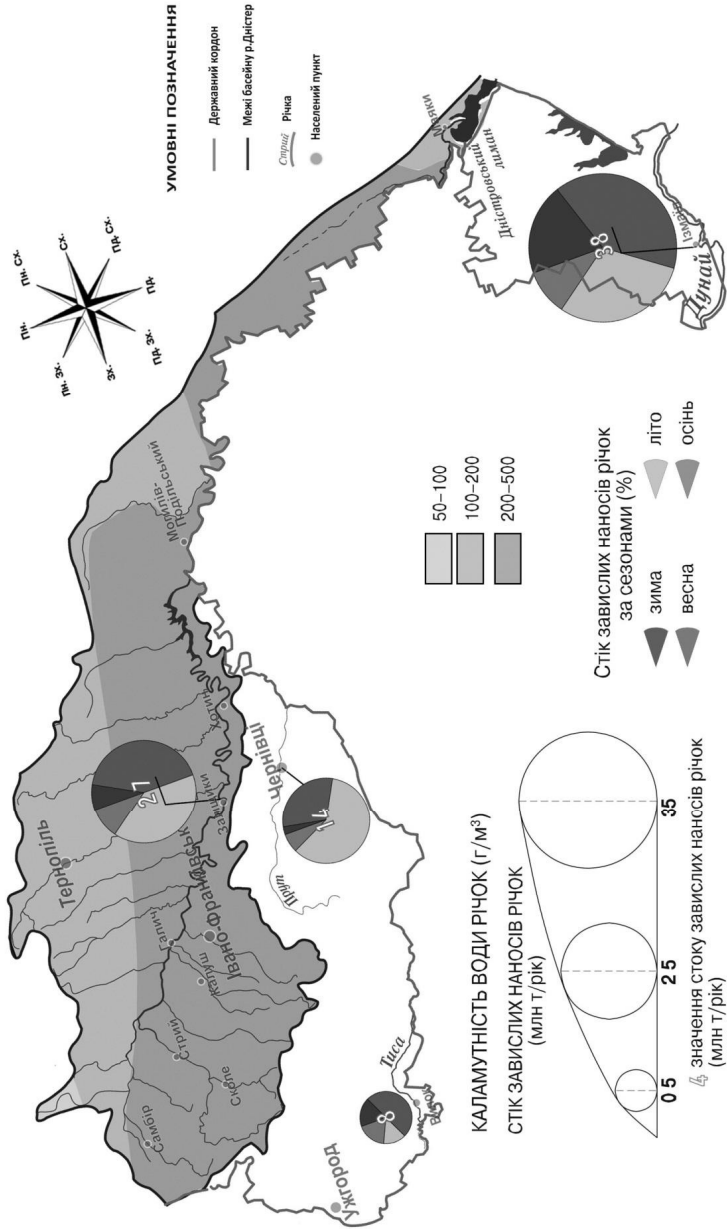 УМОВНІ ПОЗНАЧЕННЯ
Державний кордон
Межі басейну р.Дністер
Стрий
Річка
Населений пункт
Пн.
Пн. Сх.
Сх.
Пд. Сх.
Пд.
Пд. Зх.
Зх.
Пн. Зх.
Тернопіль
Самбір
Стрий
Сколе
Калуш
Галич
Івано-Франківськ
Заліщики
Хотин
Могилів-
Подільський
Маяки
Дністровський
лиман
Ізмаїл
Дунай
Чернівці
Прут
Тиса
Ужгород
27
14
8
38
КАЛАМУТНІСТЬ ВОДИ РІЧОК (г/м³)
50–100
100–200
200–500
СТІК ЗАВИСЛИХ НАНОСІВ РІЧОК
(млн т/рік)
0 5
25
35
4 значення стоку завислих наносів річок
(млн т/рік)
Стік завислих наносів річок
за сезонами (%)
зима
літо
весна
осінь